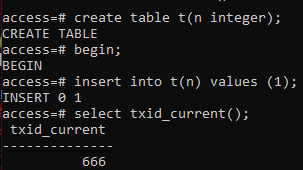 access=# create table t(n integer);
CREATE TABLE
access=# begin;
BEGIN
access=# insert into t(n) values (1);
INSERT 0 1
access=# select txid_current();
 txid_current
--------------
          666